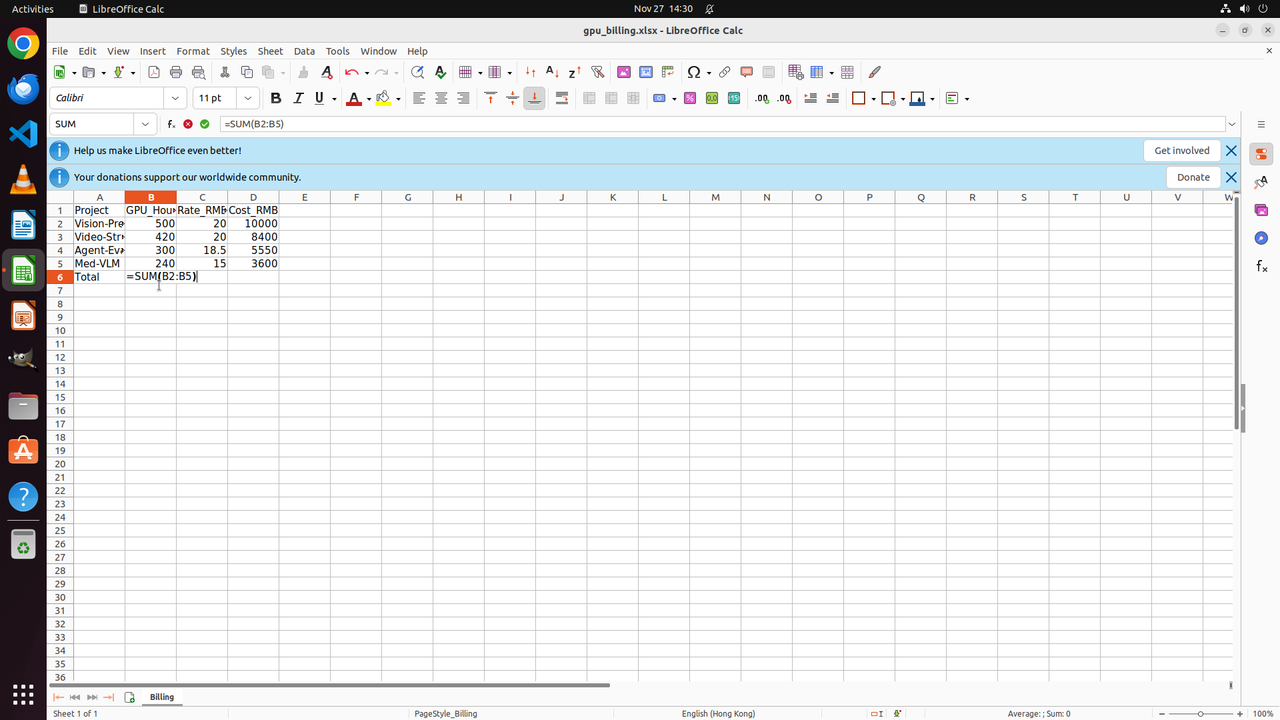 Activities LibreOffice Calc Nov 27 14:30
gpu_billing.xlsx - LibreOffice Calc
File Edit View Insert Format Styles Sheet Data Tools Window Help
Calibri 11 pt
SUM =SUM(B2:B5)
Help us make LibreOffice even better! Get involved
Your donations support our worldwide community. Donate
A B C D E F G H I J K L M N O P Q R S T U V W
1 Project GPU_Hou Rate_RMB Cost_RMB
2 Vision-Pre 500 20 10000
3 Video-Str 420 20 8400
4 Agent-Eva 300 18.5 5550
5 Med-VLM 240 15 3600
6 Total =SUM(B2:B5)
7
8
9
10
11
12
13
14
15
16
17
18
19
20
21
22
23
24
25
26
27
28
29
30
31
32
33
34
35
36
Billing
Sheet 1 of 1 PageStyle_Billing English (Hong Kong) Average: ; Sum: 0 100%